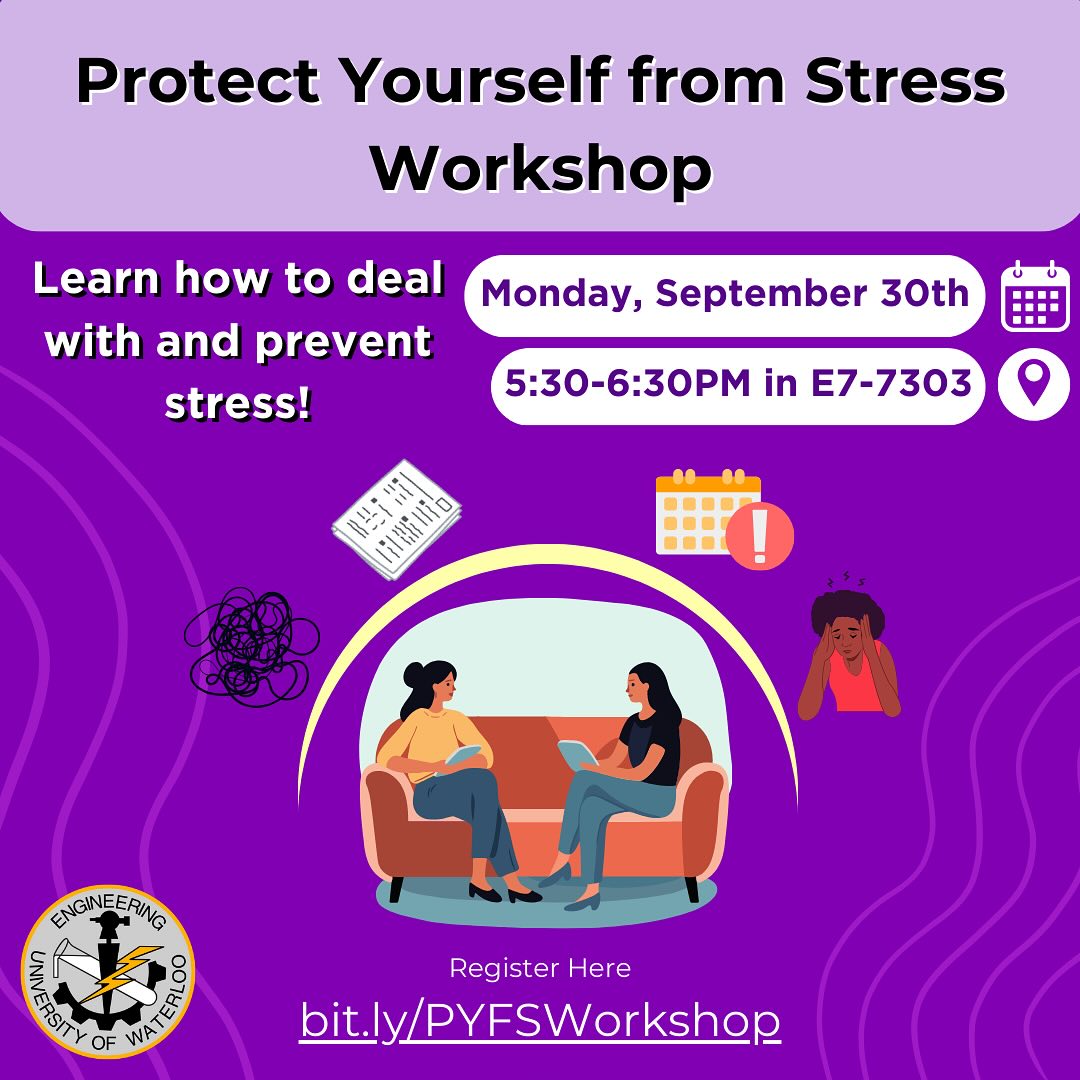 Protect Yourself from Stress
Workshop
Learn how to deal
with and prevent
stress!
Monday, September 30th
5:30-6:30PM in E7-7303
ENGINEERING
UNIVERSITY OF WATERLOO
Register Here
bit.ly/PYFSWorkshop